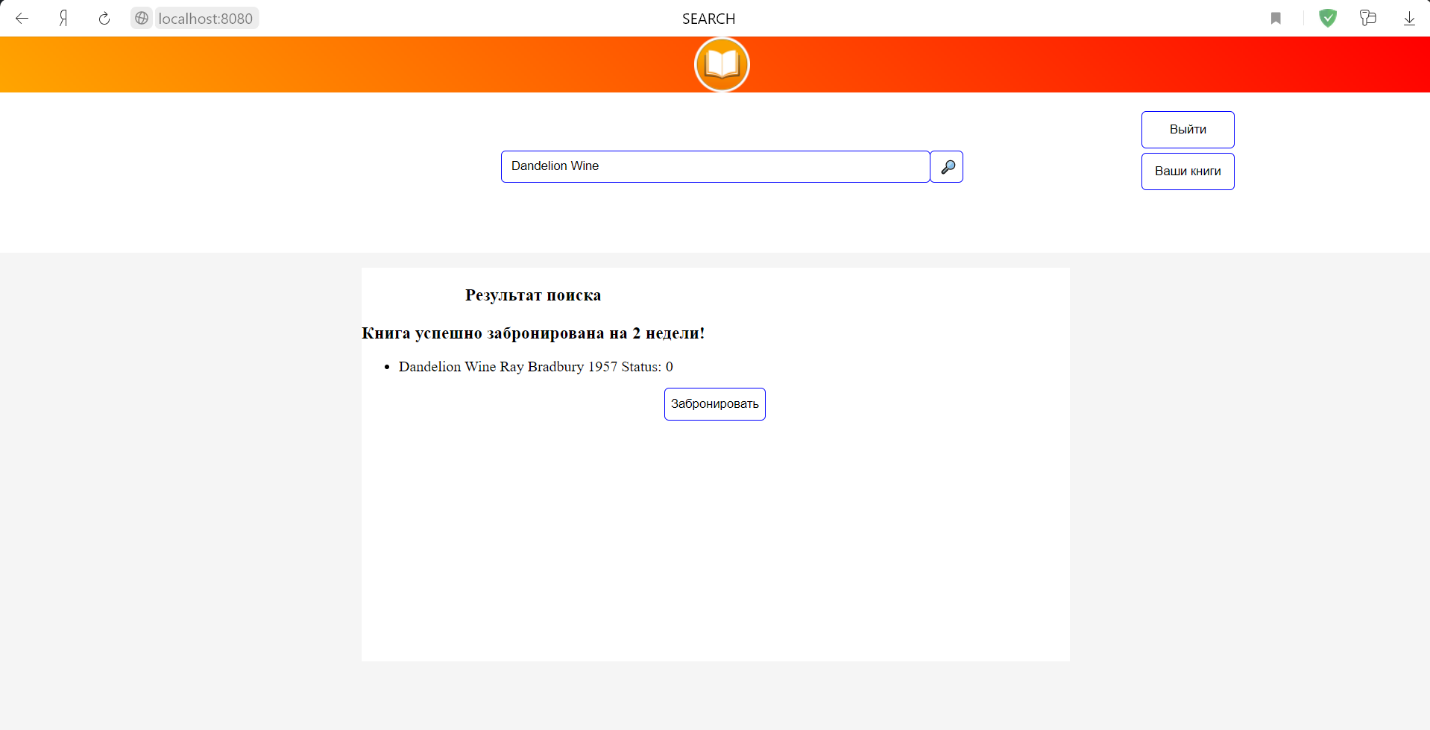 Я localhost:8080 SEARCH
Выйти
Dandelion Wine
Ваши книги
Результат поиска
Книга успешно забронирована на 2 недели!
• Dandelion Wine Ray Bradbury 1957 Status: 0
Забронировать